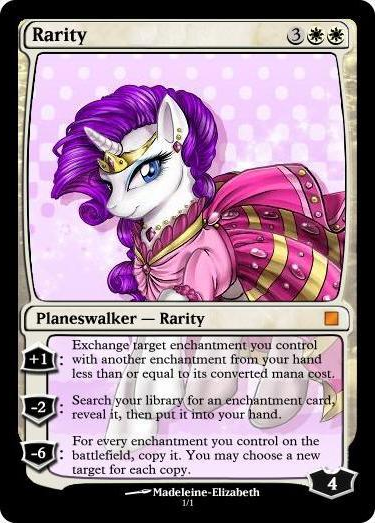 Rarity 3
Planeswalker — Rarity
+1: Exchange target enchantment you control
with another enchantment from your hand
less than or equal to its converted mana cost.
-2: Search your library for an enchantment card,
reveal it, then put it into your hand.
-6: For every enchantment you control on the
battlefield, copy it. You may choose a new
target for each copy.
4
Madeleine-Elizabeth
1/1